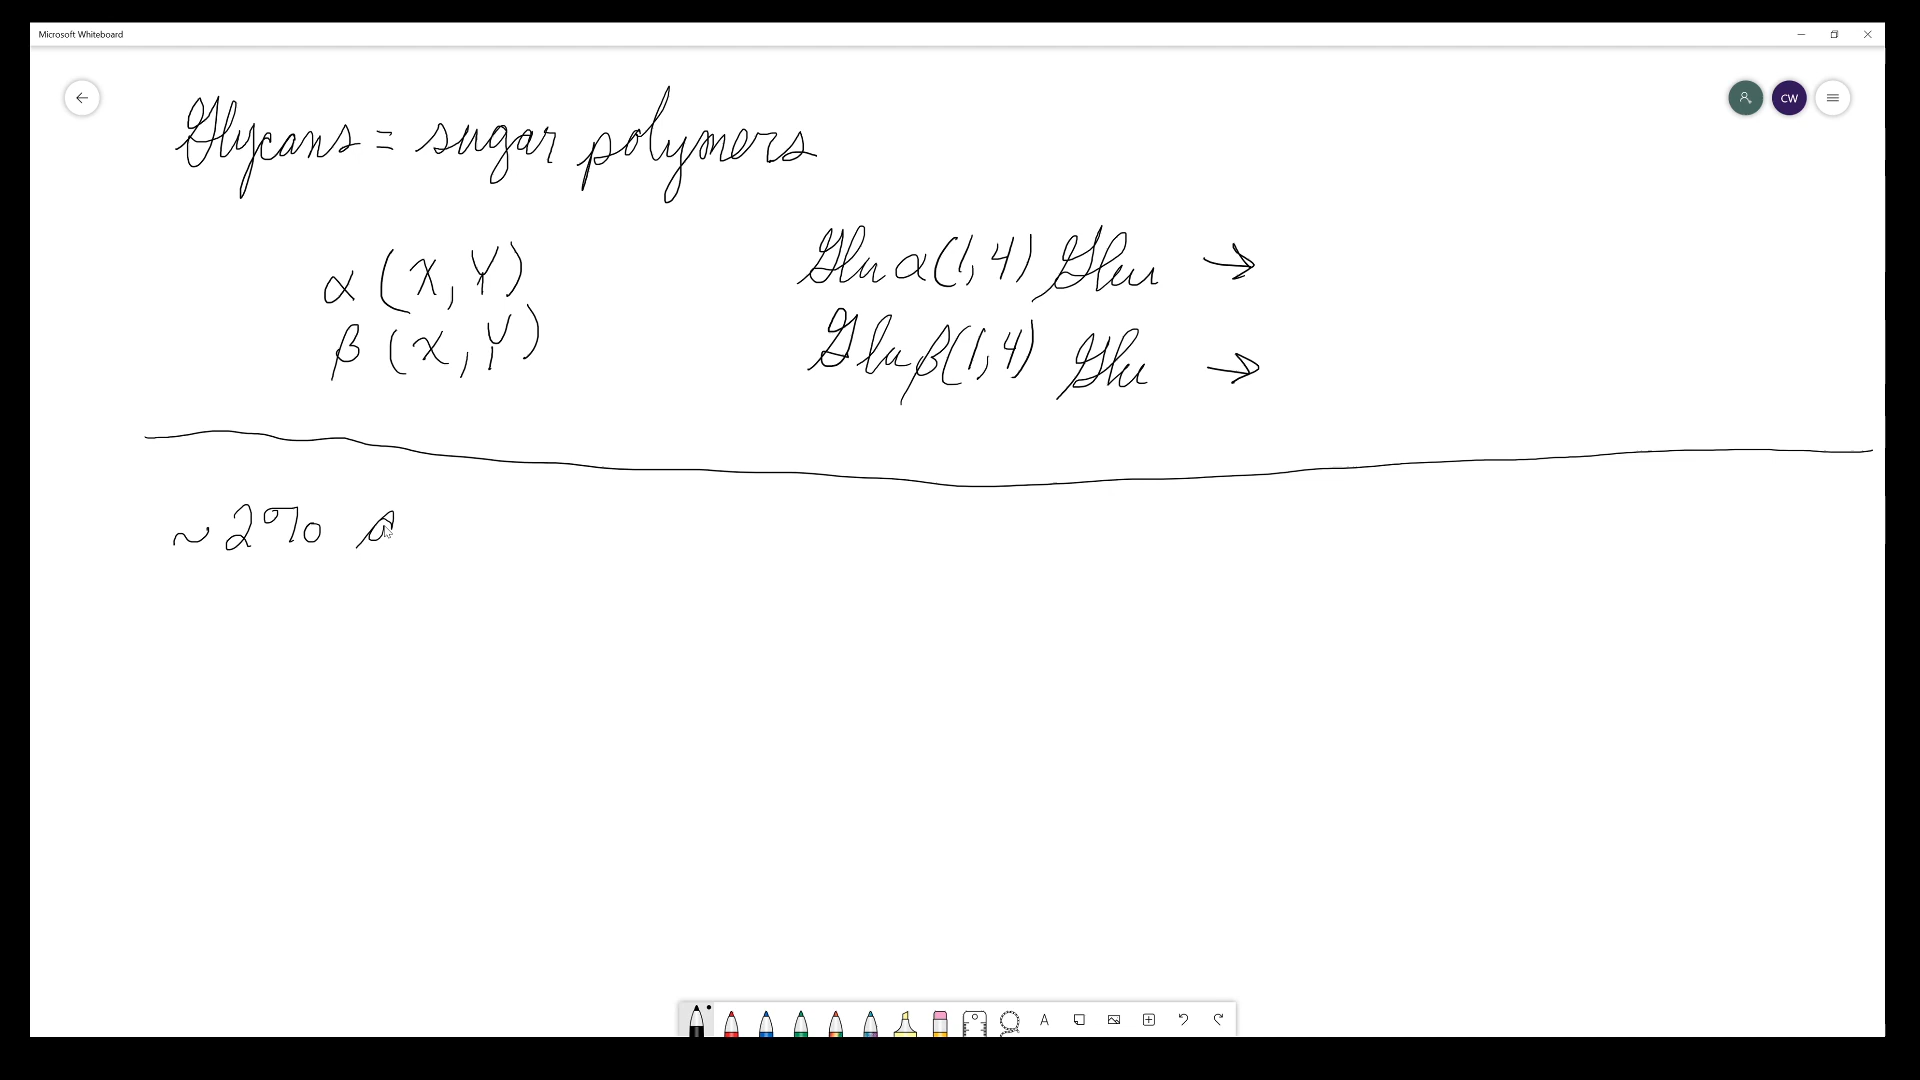 Microsoft Whiteboard
CW
Glycans = sugar polymers
α (X, Y)
β (X, Y)
Glu α(1,4) Glu →
Glu β(1,4) Glu →
~2%
A